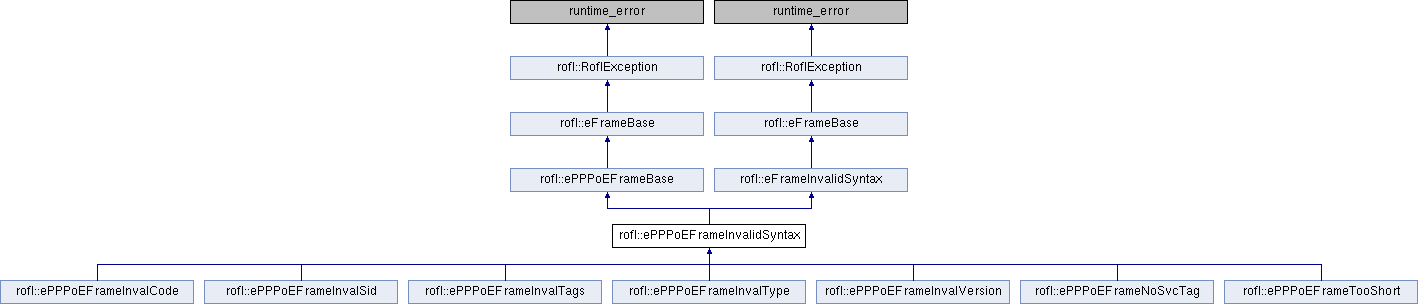 runtime_error runtime_error
rofl::RoflException rofl::RoflException
rofl::eFrameBase rofl::eFrameBase
rofl::ePPPoEFrameBase rofl::eFrameInvalidSyntax
rofl::ePPPoEFrameInvalidSyntax
rofl::ePPPoEFrameInvalCode rofl::ePPPoEFrameInvalSid rofl::ePPPoEFrameInvalTags rofl::ePPPoEFrameInvalType rofl::ePPPoEFrameInvalVersion rofl::ePPPoEFrameNoSvcTag rofl::ePPPoEFrameTooShort